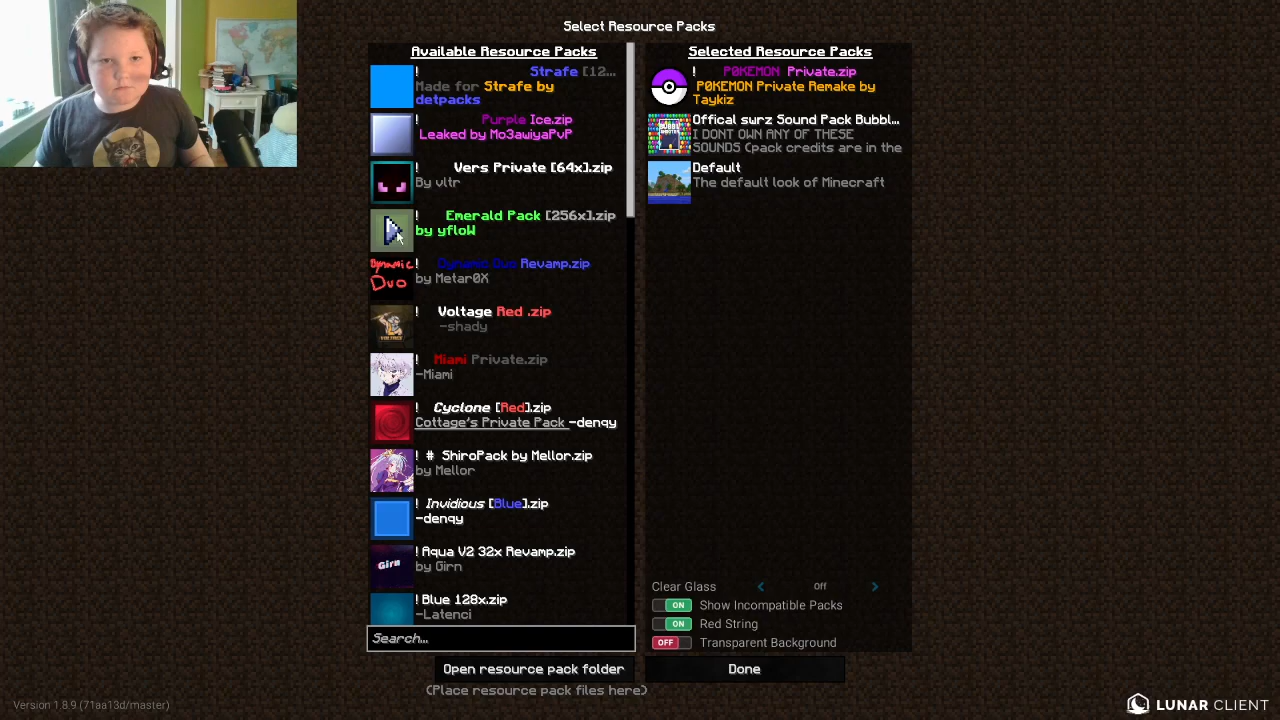 Select Resource Packs
Available Resource Packs
! Strafe [12...
Made for Strafe by
detpacks
! Purple Ice.zip
Leaked by Mo3awiyaPvP
! Vers Private [64x].zip
By vltr
! Emerald Pack [256x].zip
by yfloW
Dynamic
Duo
! Dynamic Duo Revamp.zip
by Metar0X
! Voltage Red .zip
-shady
! Miami Private.zip
-Miami
! Cyclone [Red].zip
Cottage's Private Pack -denqy
! # ShiroPack by Mellor.zip
by Mellor
! Invidious [Blue].zip
-denqy
Girn
! Aqua V2 32x Revamp.zip
by Girn
! Blue 128x.zip
-Latenci
Search...
Open resource pack folder
(Place resource pack files here)
Selected Resource Packs
! P0KEMON Private.zip
P0KEMON Private Remake by
Taykiz
Offical swrz Sound Pack Bubbl...
I DONT OWN ANY OF THESE
SOUNDS (pack credits are in the
Default
The default look of Minecraft
Clear Glass < Off >
ON Show Incompatible Packs
ON Red String
OFF Transparent Background
Done
Version 1.8.9 (71aa13d/master)
LUNAR CLIENT